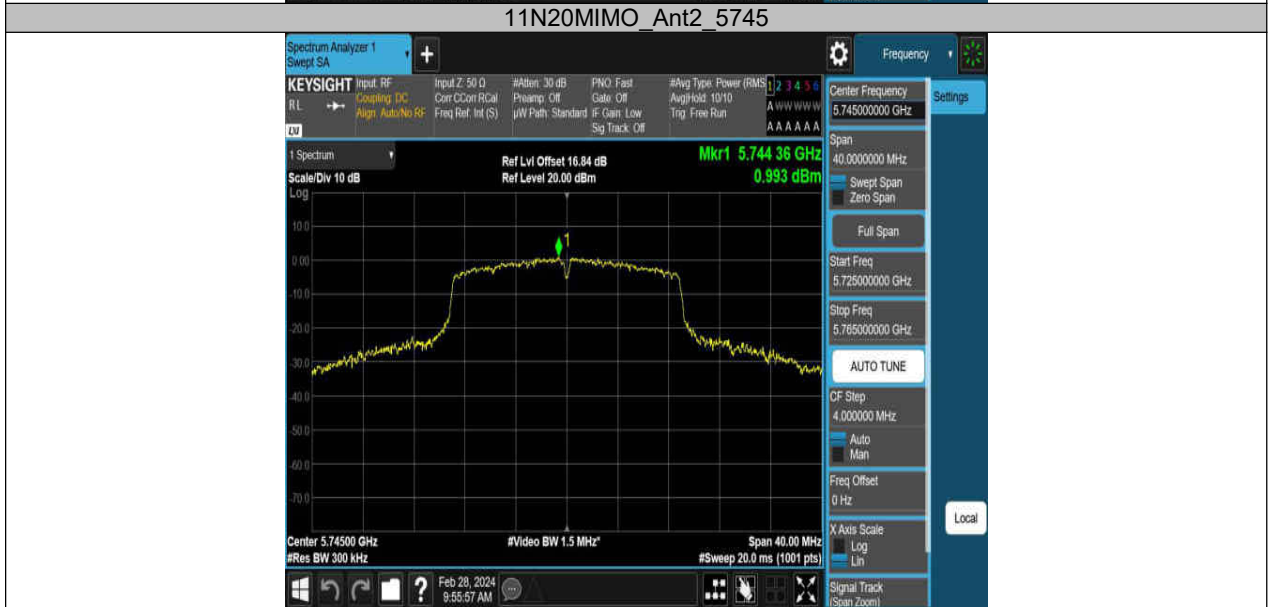 11N20MIMO_Ant2_5745
Spectrum Analyzer 1
Swept SA
+
Frequency
KEYSIGHT
RL
Input: RF
Coupling: DC
Align: Auto/No RF
Input Z: 50 Ω
Corr CCorr RCal
Freq Ref: Int (S)
#Atten: 30 dB
Preamp: Off
µW Path: Standard
PNO: Fast
Gate: Off
IF Gain: Low
Sig Track: Off
#Avg Type: Power (RMS
Avg|Hold: 10/10
Trig: Free Run
1 2 3 4 5 6
A W W W W W
A A A A A A
Center Frequency
5.745000000 GHz
Settings
1 Spectrum
Scale/Div 10 dB
Log
Ref Lvl Offset 16.84 dB
Ref Level 20.00 dBm
Mkr1 5.744 36 GHz
0.993 dBm
Span
40.0000000 MHz
Swept Span
Zero Span
Full Span
Start Freq
5.725000000 GHz
Stop Freq
5.765000000 GHz
AUTO TUNE
CF Step
4.000000 MHz
Auto
Man
Freq Offset
0 Hz
X Axis Scale
Log
Lin
Signal Track
(Span Zoom)
Local
10.0
1
0.00
-10.0
-20.0
-30.0
-40.0
-50.0
-60.0
-70.0
Center 5.74500 GHz
#Res BW 300 kHz
#Video BW 1.5 MHz*
Span 40.00 MHz
#Sweep 20.0 ms (1001 pts)
?
Feb 28, 2024
9:55:57 AM